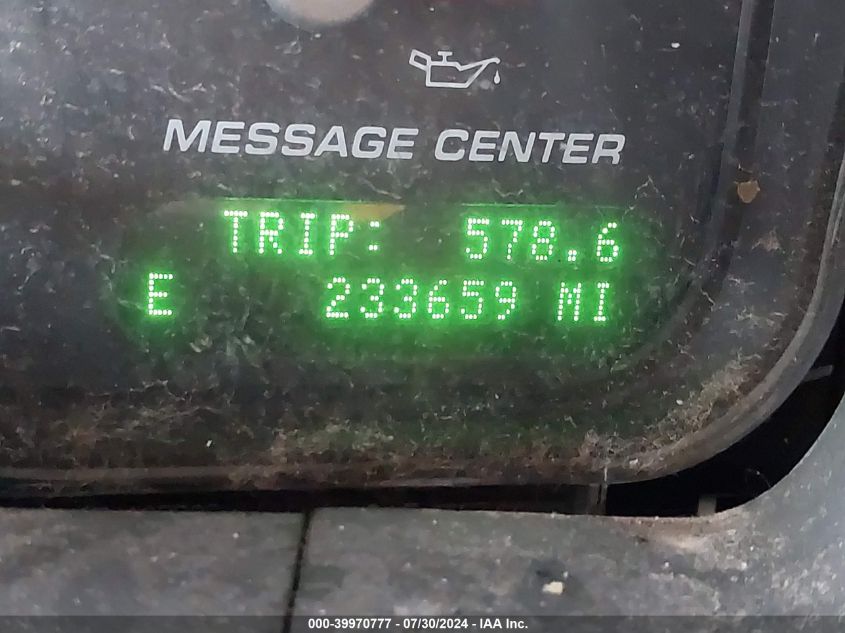 MESSAGE CENTER
TRIP: 578.6
E 233659 MI
000-39970777 - 07/30/2024 - IAA Inc.